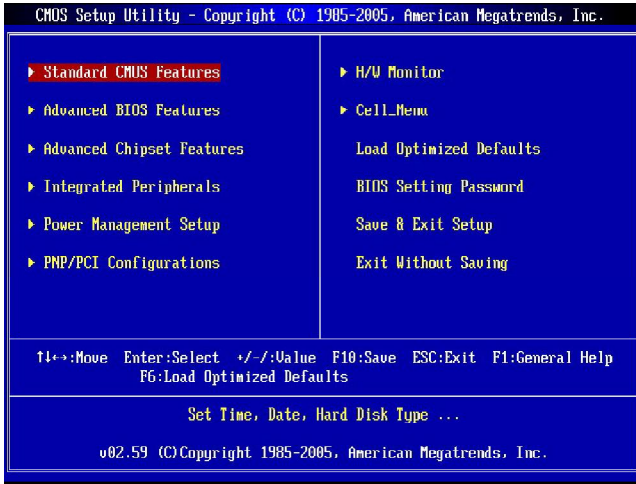 CMOS Setup Utility - Copyright (C) 1985-2005, American Megatrends, Inc.
Standard CMOS Features
Advanced BIOS Features
Advanced Chipset Features
Integrated Peripherals
Power Management Setup
PNP/PCI Configurations
H/W Monitor
Cell_Menu
Load Optimized Defaults
BIOS Setting Password
Save & Exit Setup
Exit Without Saving
↑↓←→:Move Enter:Select +/-/:Value F10:Save ESC:Exit F1:General Help
F6:Load Optimized Defaults
Set Time, Date, Hard Disk Type ...
v02.59 (C)Copyright 1985-2005, American Megatrends, Inc.